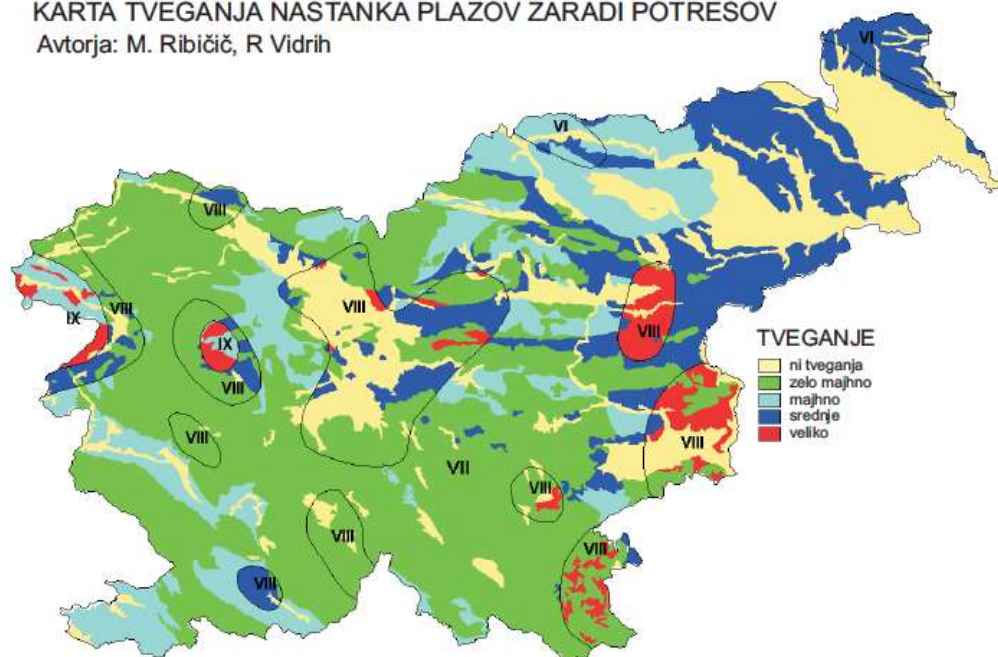 KARTA TVEGANJA NASTANKA PLAZOV ZARADI POTRESOV
Avtorja: M. Ribičič, R Vidrih
VI
VI
VIII
VIII
VIII
IX
IX
VIII
VIII
VIII
VIII
VII
VIII
VIII
VIII
VIII
VIII
TVEGANJE
ni tveganja
zelo majhno
majhno
srednje
veliko